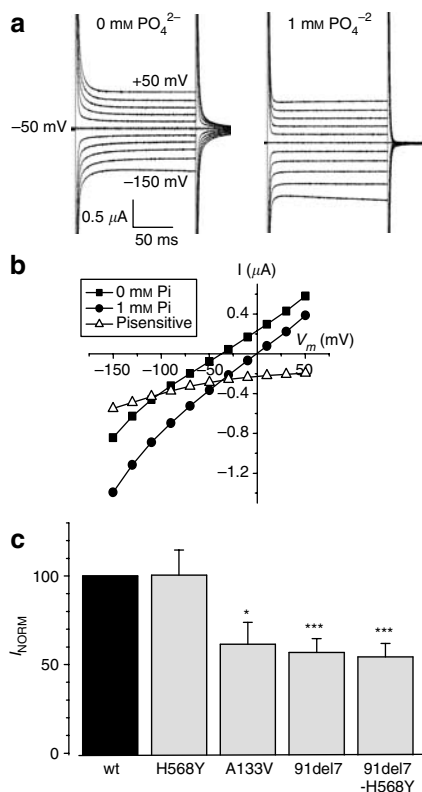 a
0 mM PO₄²⁻
1 mM PO₄⁻²
+50 mV
−50 mV
−150 mV
0.5 μA
50 ms
b
I (μA)
0 mM Pi
1 mM Pi
Pisensitive
0.4
Vm (mV)
−150 −100 −50 50
−0.4
−0.8
−1.2
c
INORM
100
50
0
* *** ***
wt H568Y A133V 91del7 91del7
-H568Y